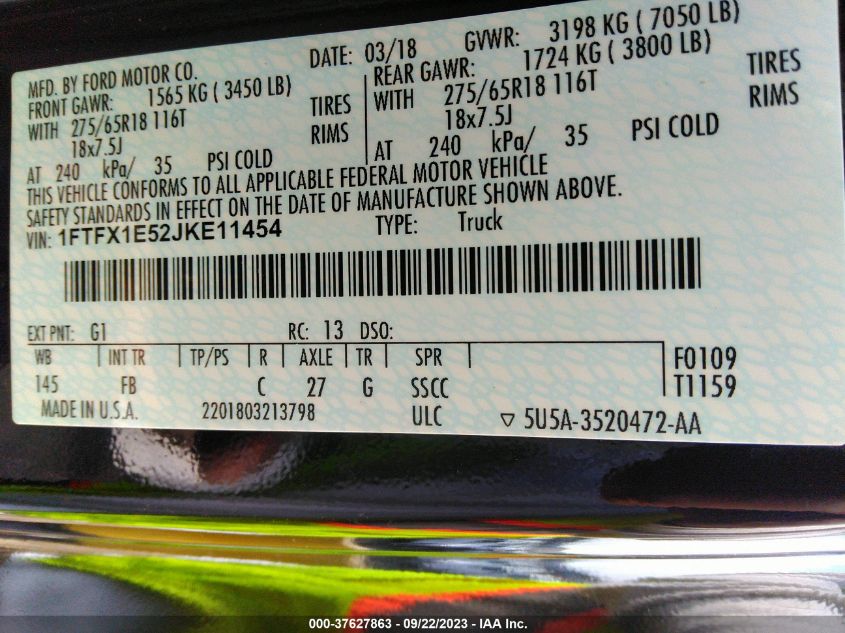 MFD. BY FORD MOTOR CO. DATE: 03/18 GVWR: 3198 KG ( 7050 LB)
FRONT GAWR: 1565 KG ( 3450 LB) REAR GAWR: 1724 KG ( 3800 LB)
WITH 275/65R18 116T TIRES WITH 275/65R18 116T TIRES
18x7.5J RIMS 18x7.5J RIMS
AT 240 kPa/ 35 PSI COLD AT 240 kPa/ 35 PSI COLD
THIS VEHICLE CONFORMS TO ALL APPLICABLE FEDERAL MOTOR VEHICLE
SAFETY STANDARDS IN EFFECT ON THE DATE OF MANUFACTURE SHOWN ABOVE.
VIN: 1FTFX1E52JKE11454 TYPE: Truck
EXT PNT: G1 RC: 13 DSO:
WB INT TR TP/PS R AXLE TR SPR F0109
145 FB C 27 G SSCC T1159
MADE IN U.S.A. 2201803213798 ULC ▽ 5U5A-3520472-AA
000-37627863 - 09/22/2023 - IAA Inc.